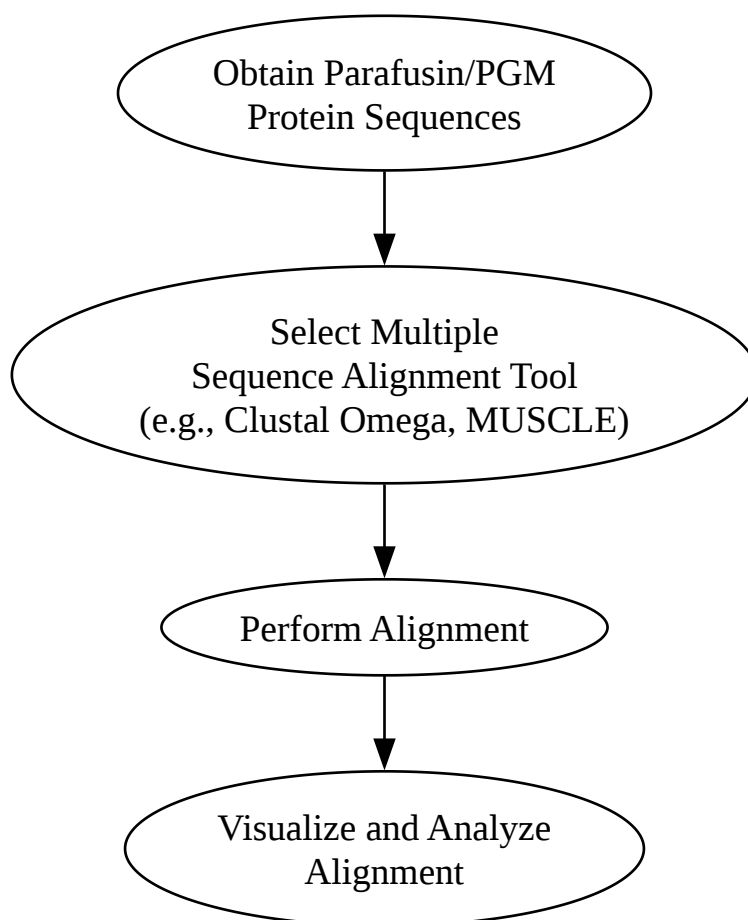 Obtain Parafusin/PGM
Protein Sequences
Select Multiple
Sequence Alignment Tool
(e.g., Clustal Omega, MUSCLE)
Perform Alignment
Visualize and Analyze
Alignment